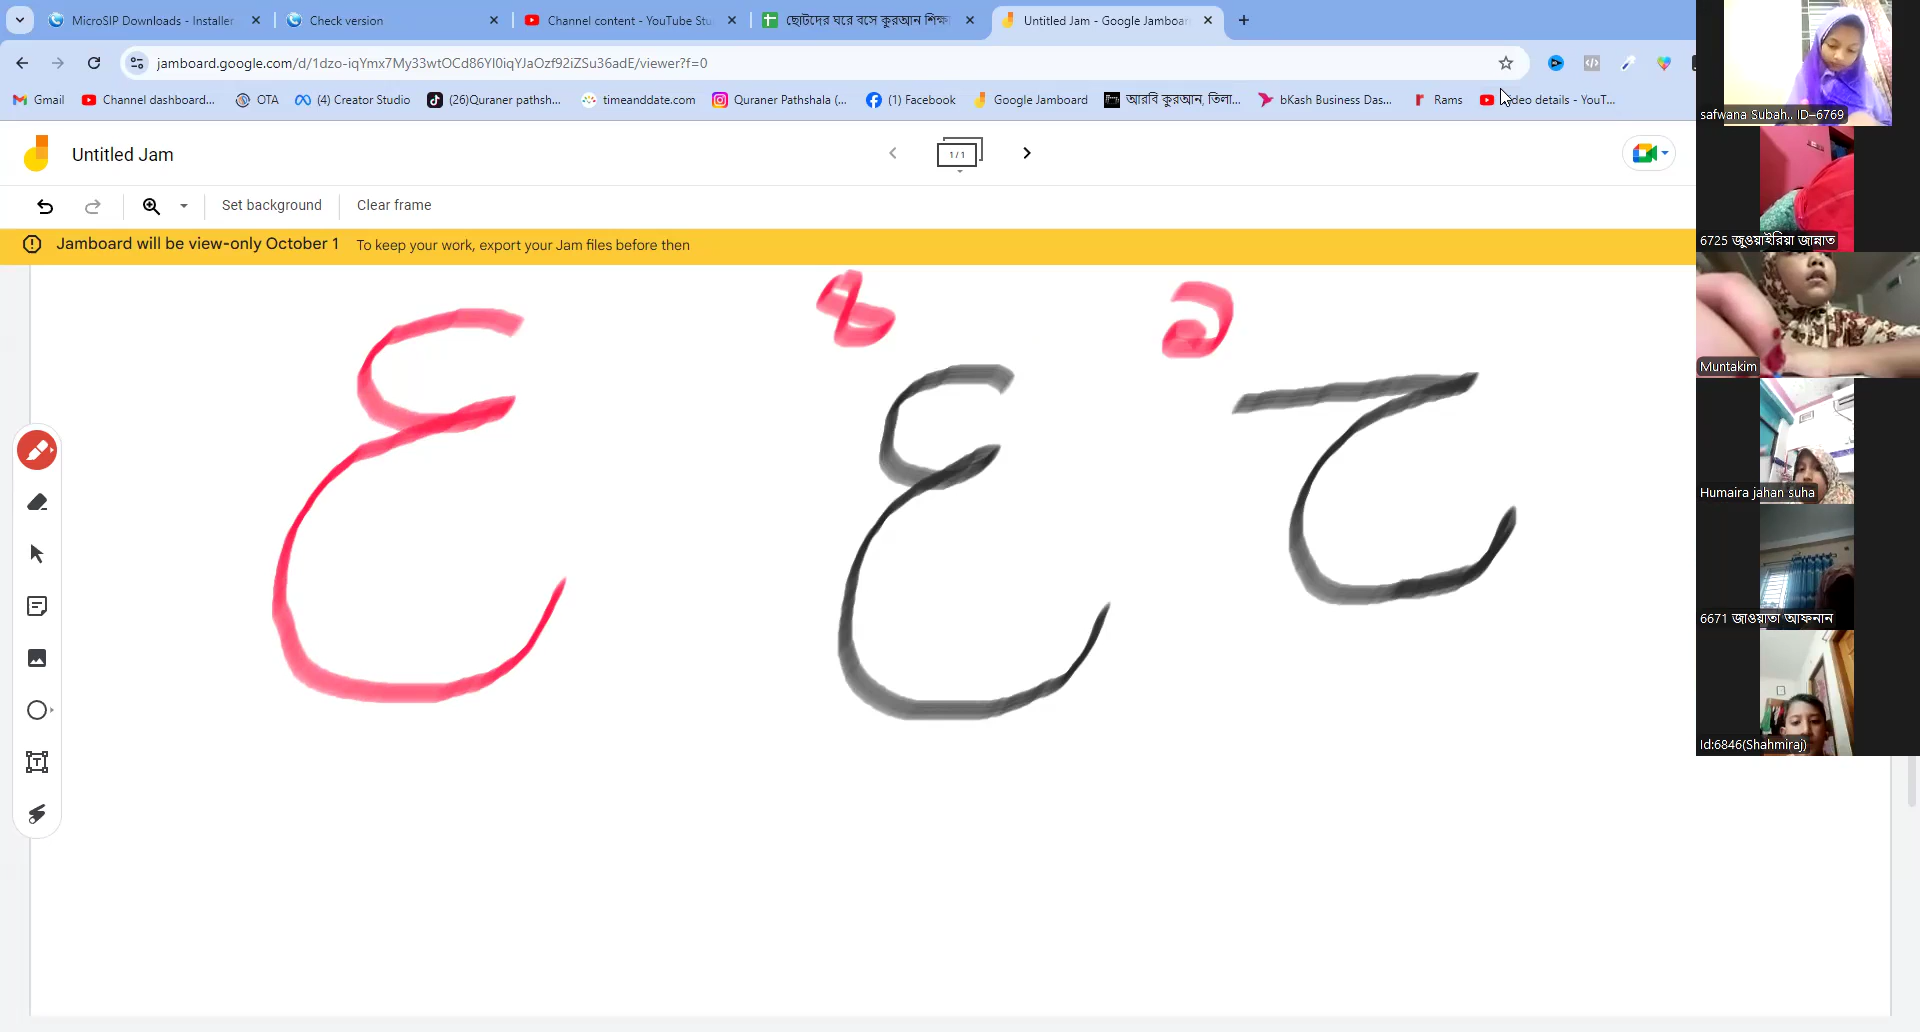 MicroSIP Downloads - Installer
Check version
Channel content - YouTube Stu
ছোটদের ঘরে বসে কুরআন শিক্ষা
Untitled Jam - Google Jamboar
jamboard.google.com/d/1dzo-iqYmx7My33wtOCd86Yl0iqYJaOzf92iZSu36adE/viewer?f=0
Gmail
Channel dashboard...
OTA
(4) Creator Studio
(26)Quraner pathsh...
timeanddate.com
Quraner Pathshala (...
(1) Facebook
Google Jamboard
আরবি কুরআন, তিলা...
bKash Business Das...
Rams
Video details - YouT...
Untitled Jam
1/1
Set background
Clear frame
Jamboard will be view-only October 1 To keep your work, export your Jam files before then
৪
ع
ع
ح
safwana Subah.. ID-6769
6725 জুওয়াইরিয়া জান্নাত
Muntakim
Humaira jahan suha
6671 জাওয়াতা আফনান
Id:6846(Shahmiraj)